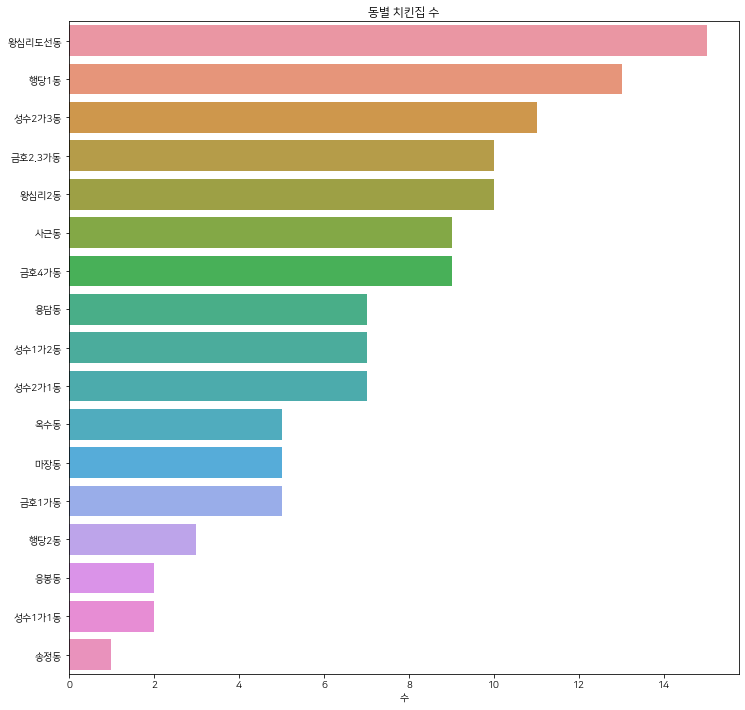 동별 치킨집 수
왕십리도선동
행당1동
성수2가3동
금호2.3가동
왕십리2동
사근동
금호4가동
용답동
성수1가2동
성수2가1동
옥수동
마장동
금호1가동
행당2동
응봉동
성수1가1동
송정동
0 2 4 6 8 10 12 14
수